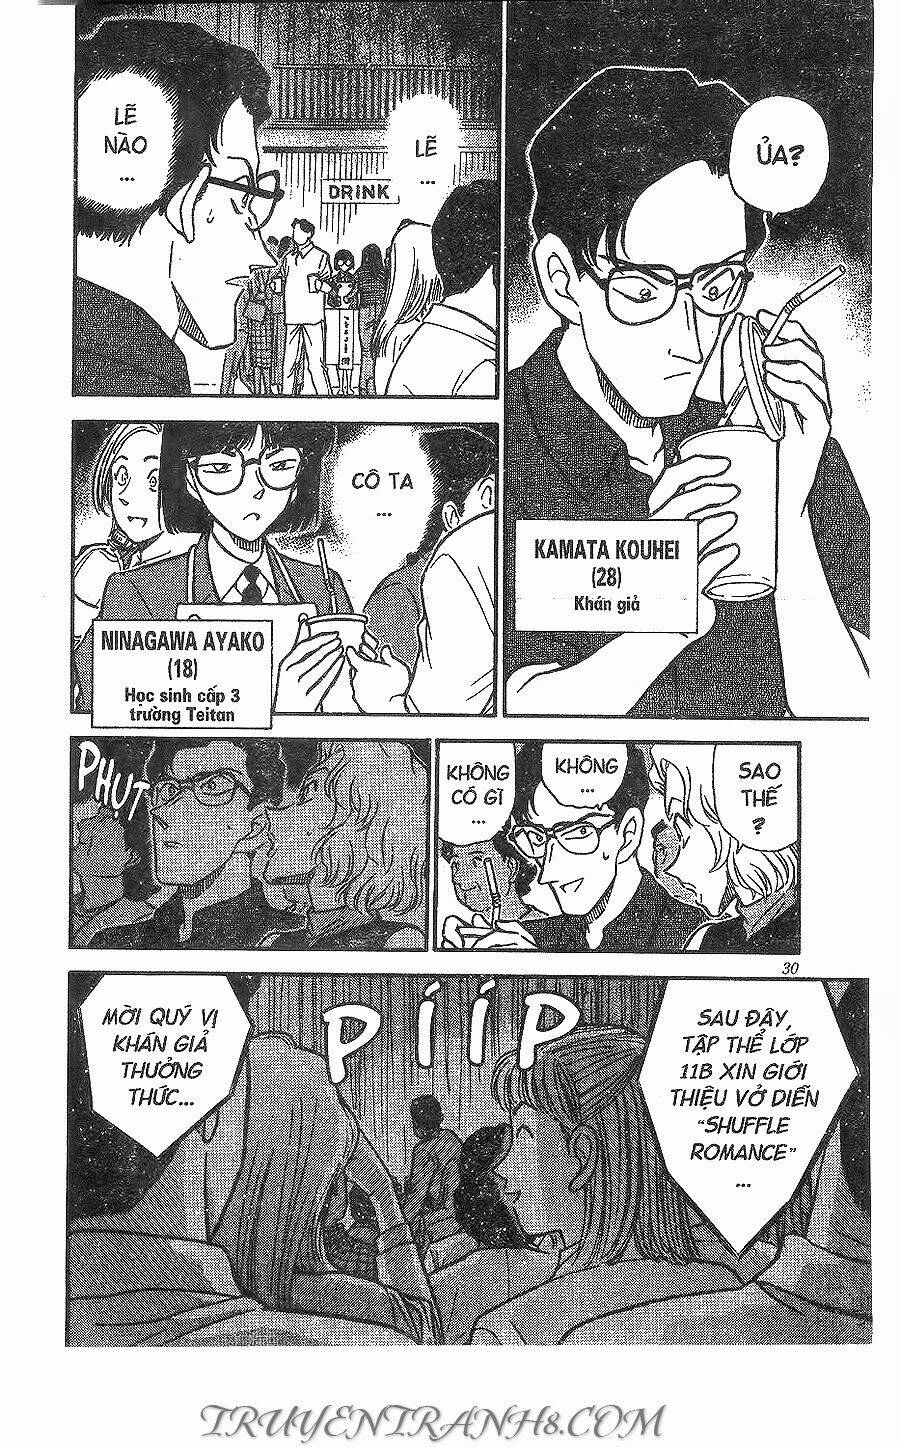 ỦA?
KAMATA KOUHEI
(28)
Khán giả
LẼ
...
DRINK
LẼ
NÀO
...
CÔ TA
...
NINAGAWA AYAKO
(18)
Học sinh cấp 3
trường Teitan
PHỤT
SAO
THẾ
?
KHÔNG
...
KHÔNG
CÓ GÌ
...
30
PÍÍP
SAU ĐÂY,
TẬP THỂ LỚP
11B XIN GIỚI
THIỆU VỞ DIỄN
"SHUFFLE
ROMANCE"
...
MỜI QUÝ VỊ
KHÁN GIẢ
THƯỞNG
THỨC...
TRUYENTRANH8.COM